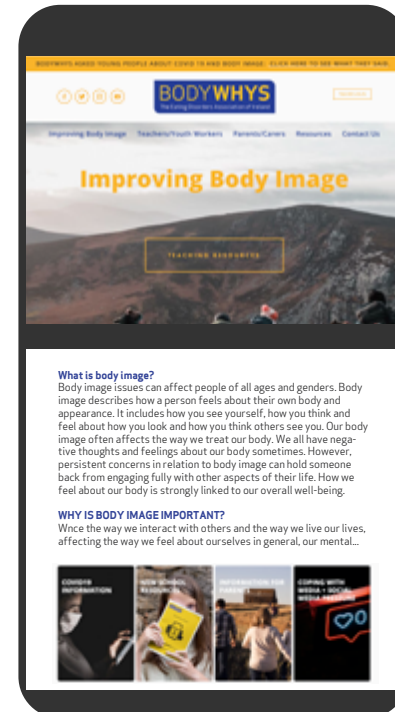 BODYWHYS ASKED YOUNG PEOPLE ABOUT COVID 19 AND BODY IMAGE. CLICK HERE TO SEE WHAT THEY SAID.
BODYWHYS
The Eating Disorders Association of Ireland
Improving Body Image Teachers/Youth Workers Parents/Carers Resources Contact Us
Improving Body Image
TEACHING RESOURCES
What is body image?
Body image issues can affect people of all ages and genders. Body
image describes how a person feels about their own body and
appearance. It includes how you see yourself, how you think and
feel about how you look and how you think others see you. Our body
image often affects the way we treat our body. We all have nega-
tive thoughts and feelings about our body sometimes. However,
persistent concerns in relation to body image can hold someone
back from engaging fully with other aspects of their life. How we
feel about our body is strongly linked to our overall well-being.
WHY IS BODY IMAGE IMPORTANT?
Wnce the way we interact with others and the way we live our lives,
affecting the way we feel about ourselves in general, our mental...
COVID19
INFORMATION
NEW SCHOOL
RESOURCES
INFORMATION FOR
PARENTS
COPING WITH
MEDIA + SOCIAL
MEDIA PRESSURE